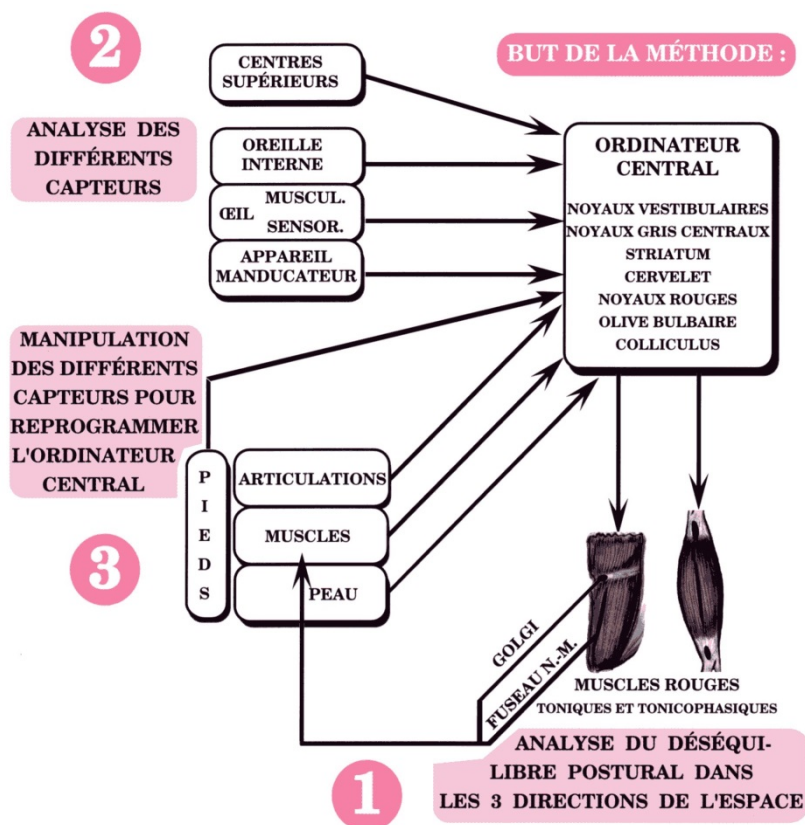 2
BUT DE LA MÉTHODE :
CENTRES
SUPÉRIEURS
ANALYSE DES
DIFFÉRENTS
CAPTEURS
OREILLE
INTERNE
ŒIL
MUSCUL.
SENSOR.
APPAREIL
MANDUCATEUR
ORDINATEUR
CENTRAL
NOYAUX VESTIBULAIRES
NOYAUX GRIS CENTRAUX
STRIATUM
CERVELET
NOYAUX ROUGES
OLIVE BULBAIRE
COLLICULUS
MANIPULATION
DES DIFFÉRENTS
CAPTEURS POUR
REPROGRAMMER
L'ORDINATEUR
CENTRAL
3
PIEDS
ARTICULATIONS
MUSCLES
PEAU
GOLGI
FUSEAU N.-M.
MUSCLES ROUGES
TONIQUES ET TONICOPHASIQUES
1
ANALYSE DU DÉSÉQUI-
LIBRE POSTURAL DANS
LES 3 DIRECTIONS DE L'ESPACE